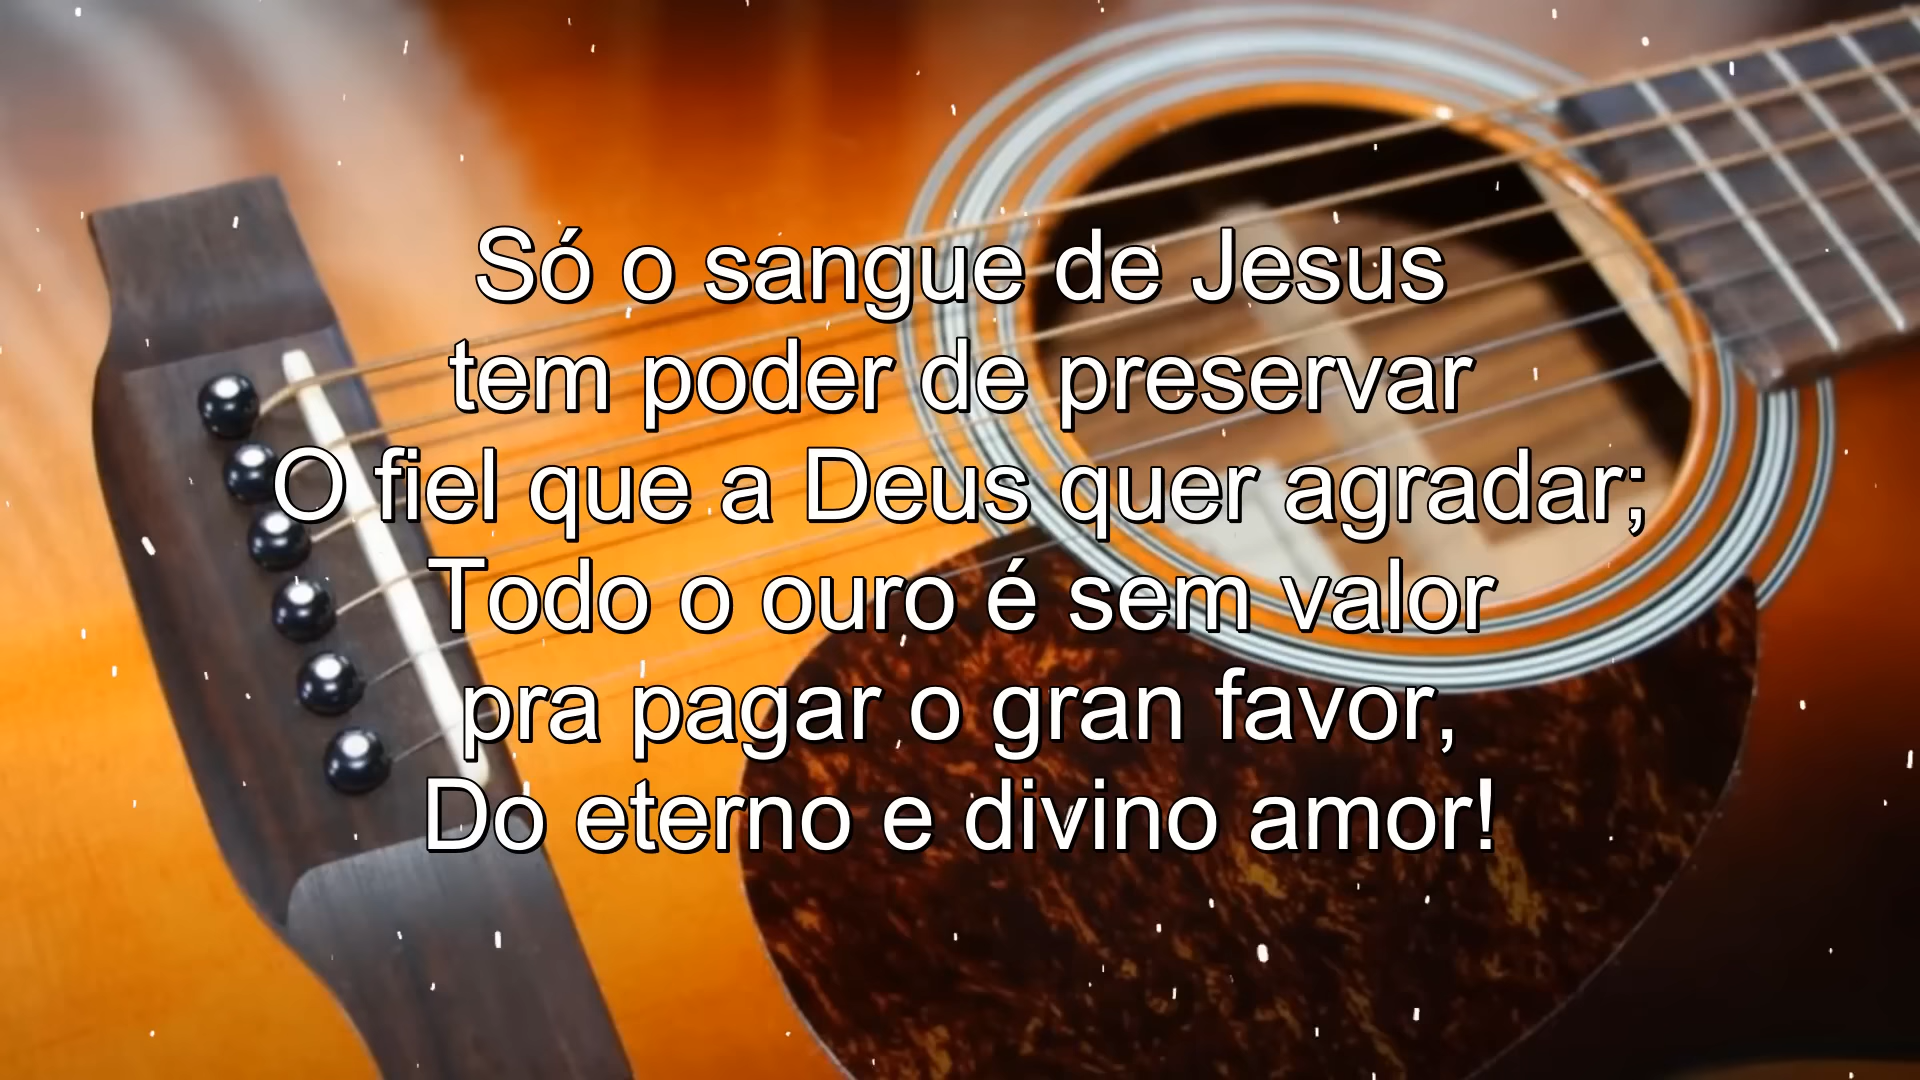 Só o sangue de Jesus
tem poder de preservar
O fiel que a Deus quer agradar;
Todo o ouro é sem valor
pra pagar o gran favor,
Do eterno e divino amor!